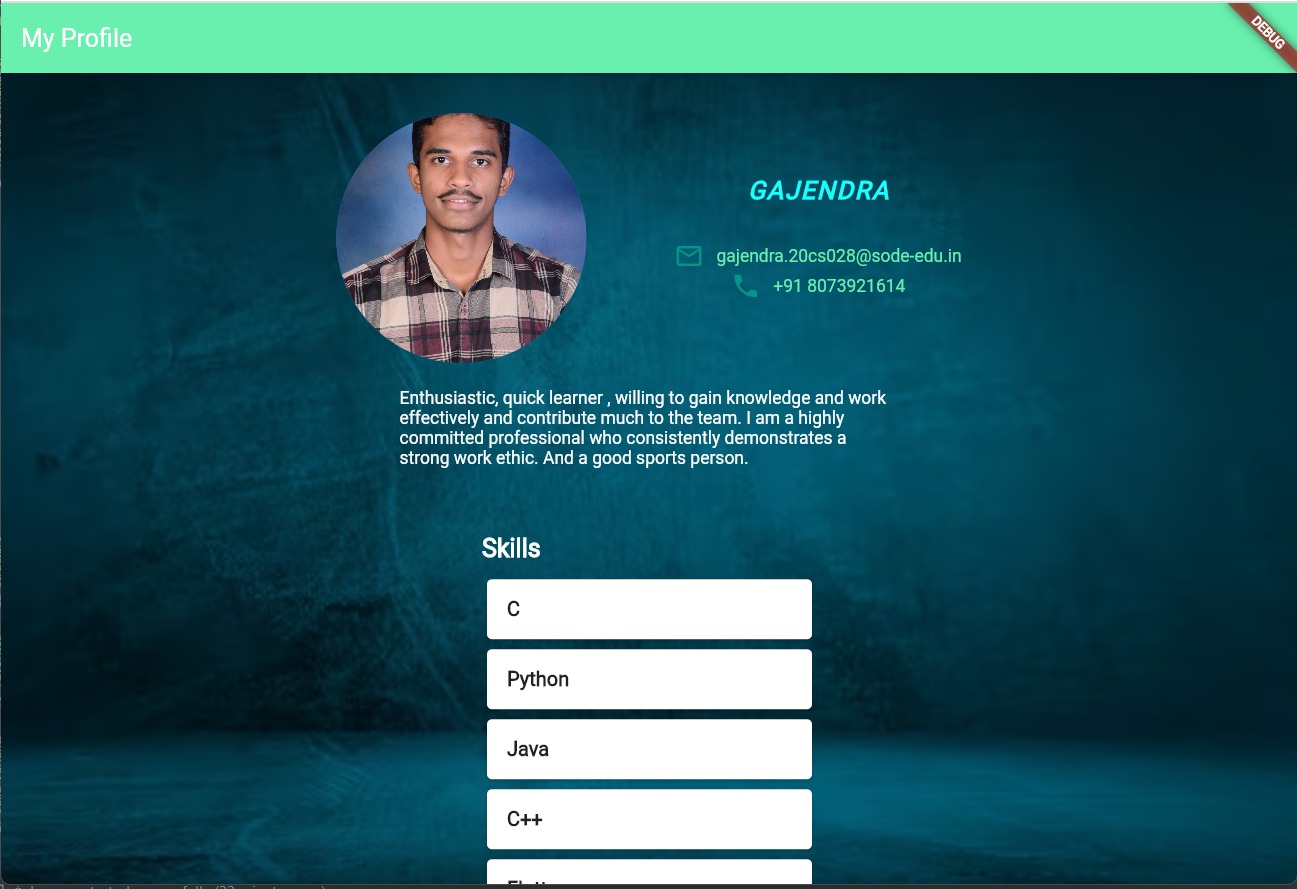 My Profile
DEBUG
GAJENDRA
gajendra.20cs028@sode-edu.in
+91 8073921614
Enthusiastic, quick learner , willing to gain knowledge and work
effectively and contribute much to the team. I am a highly
committed professional who consistently demonstrates a
strong work ethic. And a good sports person.
Skills
C
Python
Java
C++